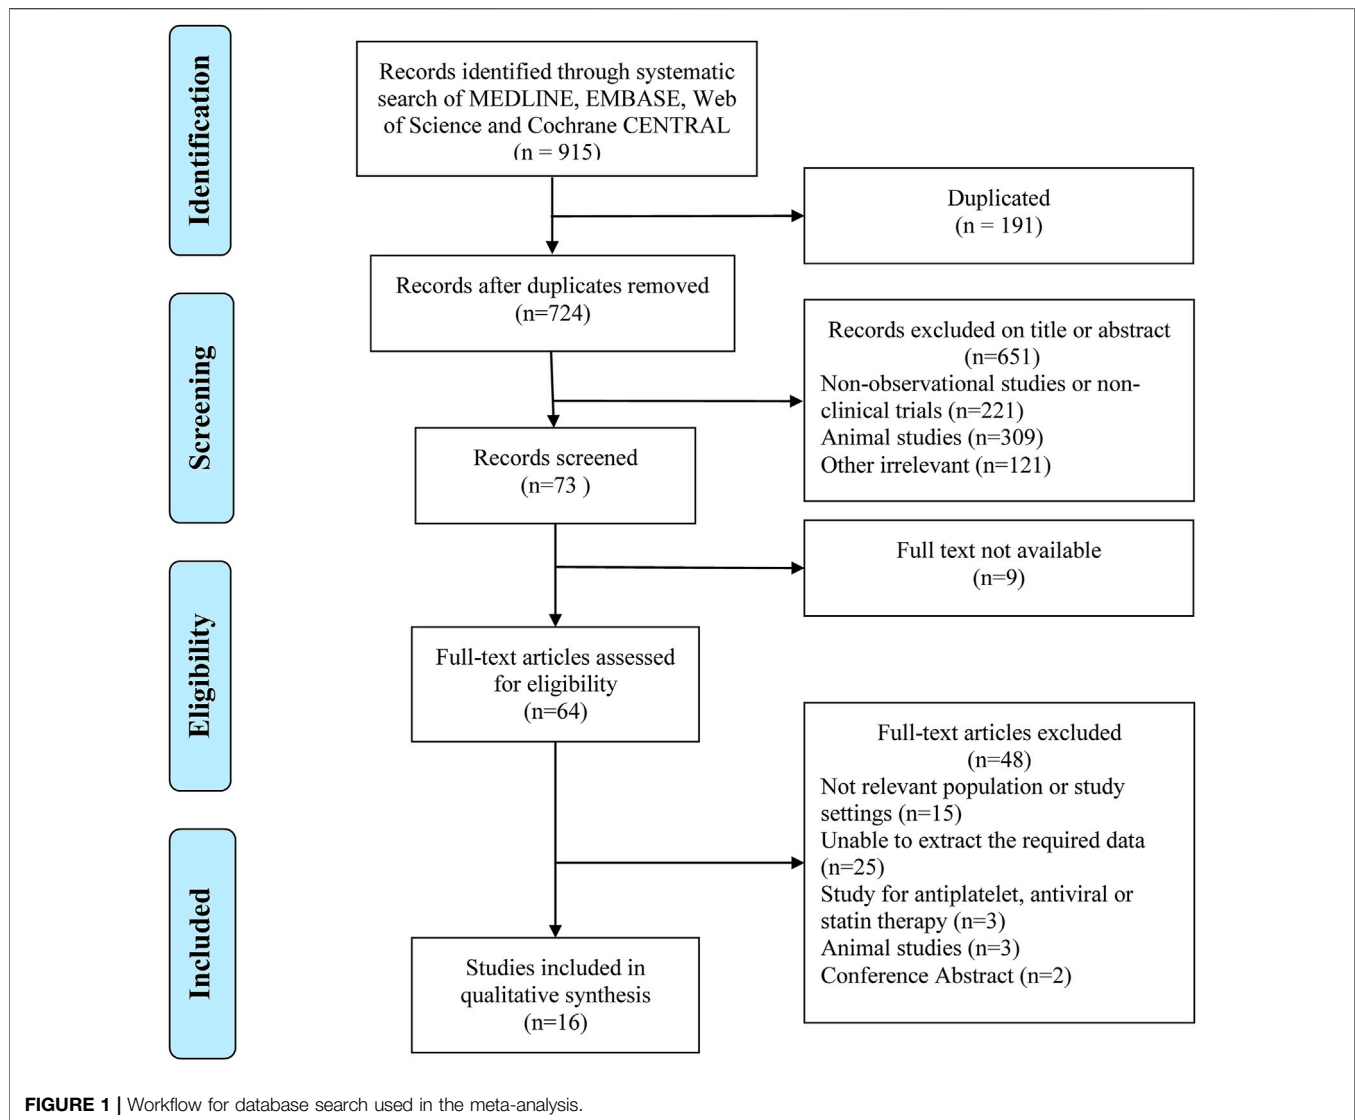 Identification
Records identified through systematic
search of MEDLINE, EMBASE, Web
of Science and Cochrane CENTRAL
(n = 915)
Duplicated
(n = 191)
Records after duplicates removed
(n=724)
Screening
Records excluded on title or abstract
(n=651)
Non-observational studies or non-
clinical trials (n=221)
Animal studies (n=309)
Other irrelevant (n=121)
Records screened
(n=73 )
Full text not available
(n=9)
Eligibility
Full-text articles assessed
for eligibility
(n=64)
Full-text articles excluded
(n=48)
Not relevant population or study
settings (n=15)
Unable to extract the required data
(n=25)
Study for antiplatelet, antiviral or
statin therapy (n=3)
Animal studies (n=3)
Conference Abstract (n=2)
Included
Studies included in
qualitative synthesis
(n=16)
FIGURE 1 | Workflow for database search used in the meta-analysis.